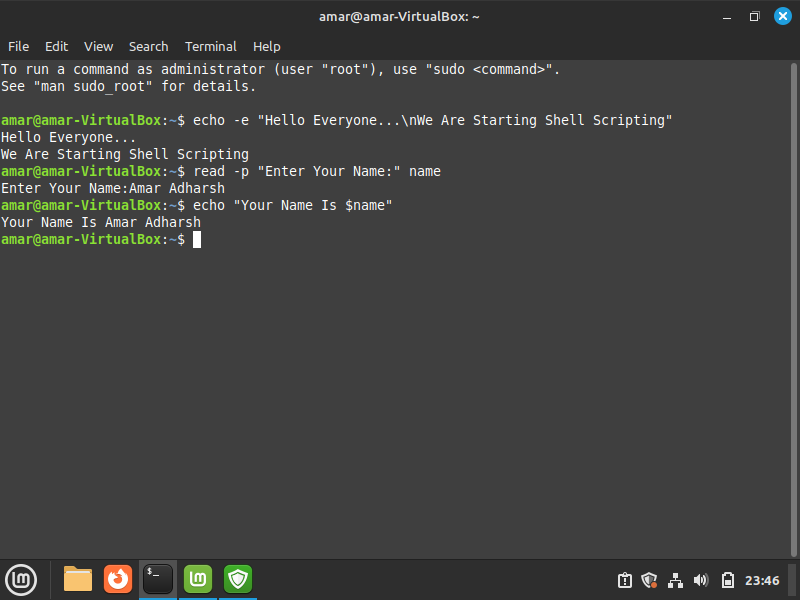 amar@amar-VirtualBox: ~
File Edit View Search Terminal Help
To run a command as administrator (user "root"), use "sudo <command>".
See "man sudo_root" for details.
amar@amar-VirtualBox:~$ echo -e "Hello Everyone...\nWe Are Starting Shell Scripting"
Hello Everyone...
We Are Starting Shell Scripting
amar@amar-VirtualBox:~$ read -p "Enter Your Name:" name
Enter Your Name:Amar Adharsh
amar@amar-VirtualBox:~$ echo "Your Name Is $name"
Your Name Is Amar Adharsh
amar@amar-VirtualBox:~$
23:46